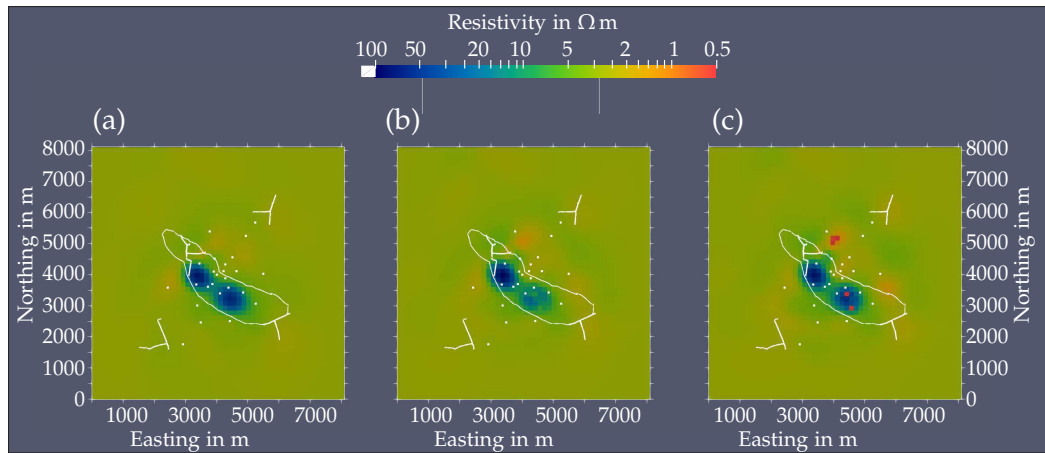 Resistivity in Ω m
100 50 20 10 5 2 1 0.5
(a) (b) (c)
8000 8000
7000 7000
6000 6000
5000 5000
4000 4000
3000 3000
2000 2000
1000 1000
0 0
Northing in m Northing in m
1000 3000 5000 7000 1000 3000 5000 7000 1000 3000 5000 7000
Easting in m Easting in m Easting in m